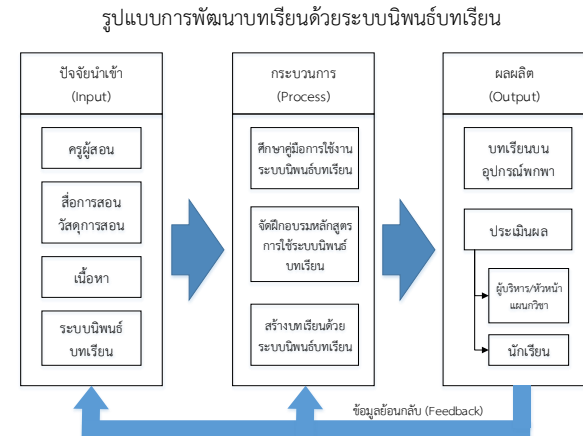 รูปแบบการพัฒนาบทเรียนด้วยระบบนิพนธ์บทเรียน
ปัจจัยนำเข้า
(Input)
ครูผู้สอน
สื่อการสอน
วัสดุการสอน
เนื้อหา
ระบบนิพนธ์
บทเรียน
กระบวนการ
(Process)
ศึกษาคู่มือการใช้งาน
ระบบนิพนธ์บทเรียน
จัดฝึกอบรมหลักสูตร
การใช้ระบบนิพนธ์
บทเรียน
สร้างบทเรียนด้วย
ระบบนิพนธ์บทเรียน
ผลผลิต
(Output)
บทเรียนบน
อุปกรณ์พกพา
ประเมินผล
ผู้บริหาร/หัวหน้า
แผนกวิชา
นักเรียน
ข้อมูลย้อนกลับ (Feedback)